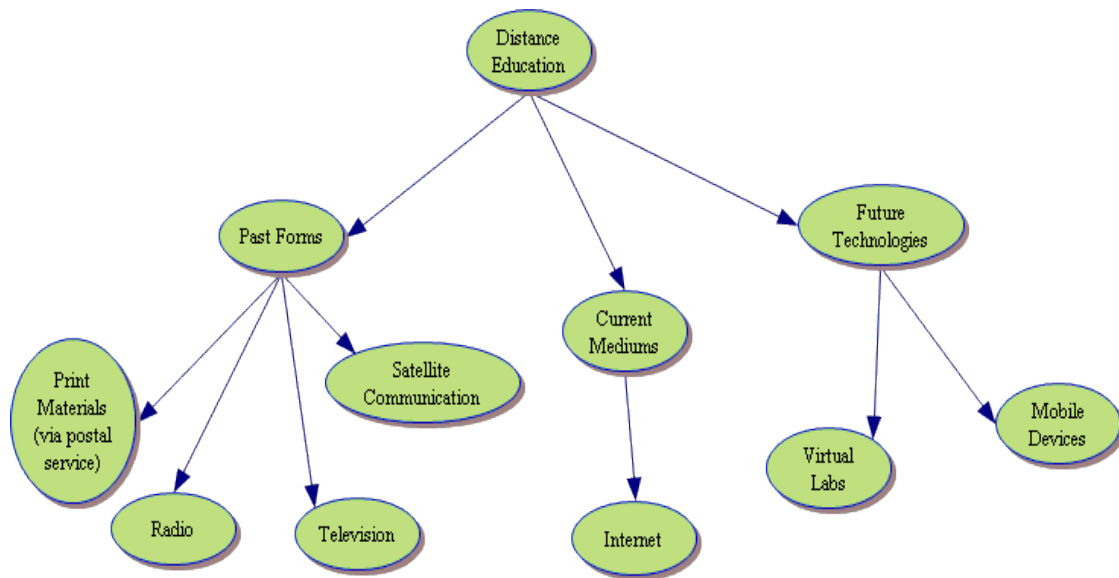 Distance
Education
Past Forms
Future
Technologies
Current
Mediums
Print
Materials
(via postal
service)
Satellite
Communication
Mobile
Devices
Virtual
Labs
Radio
Television
Internet